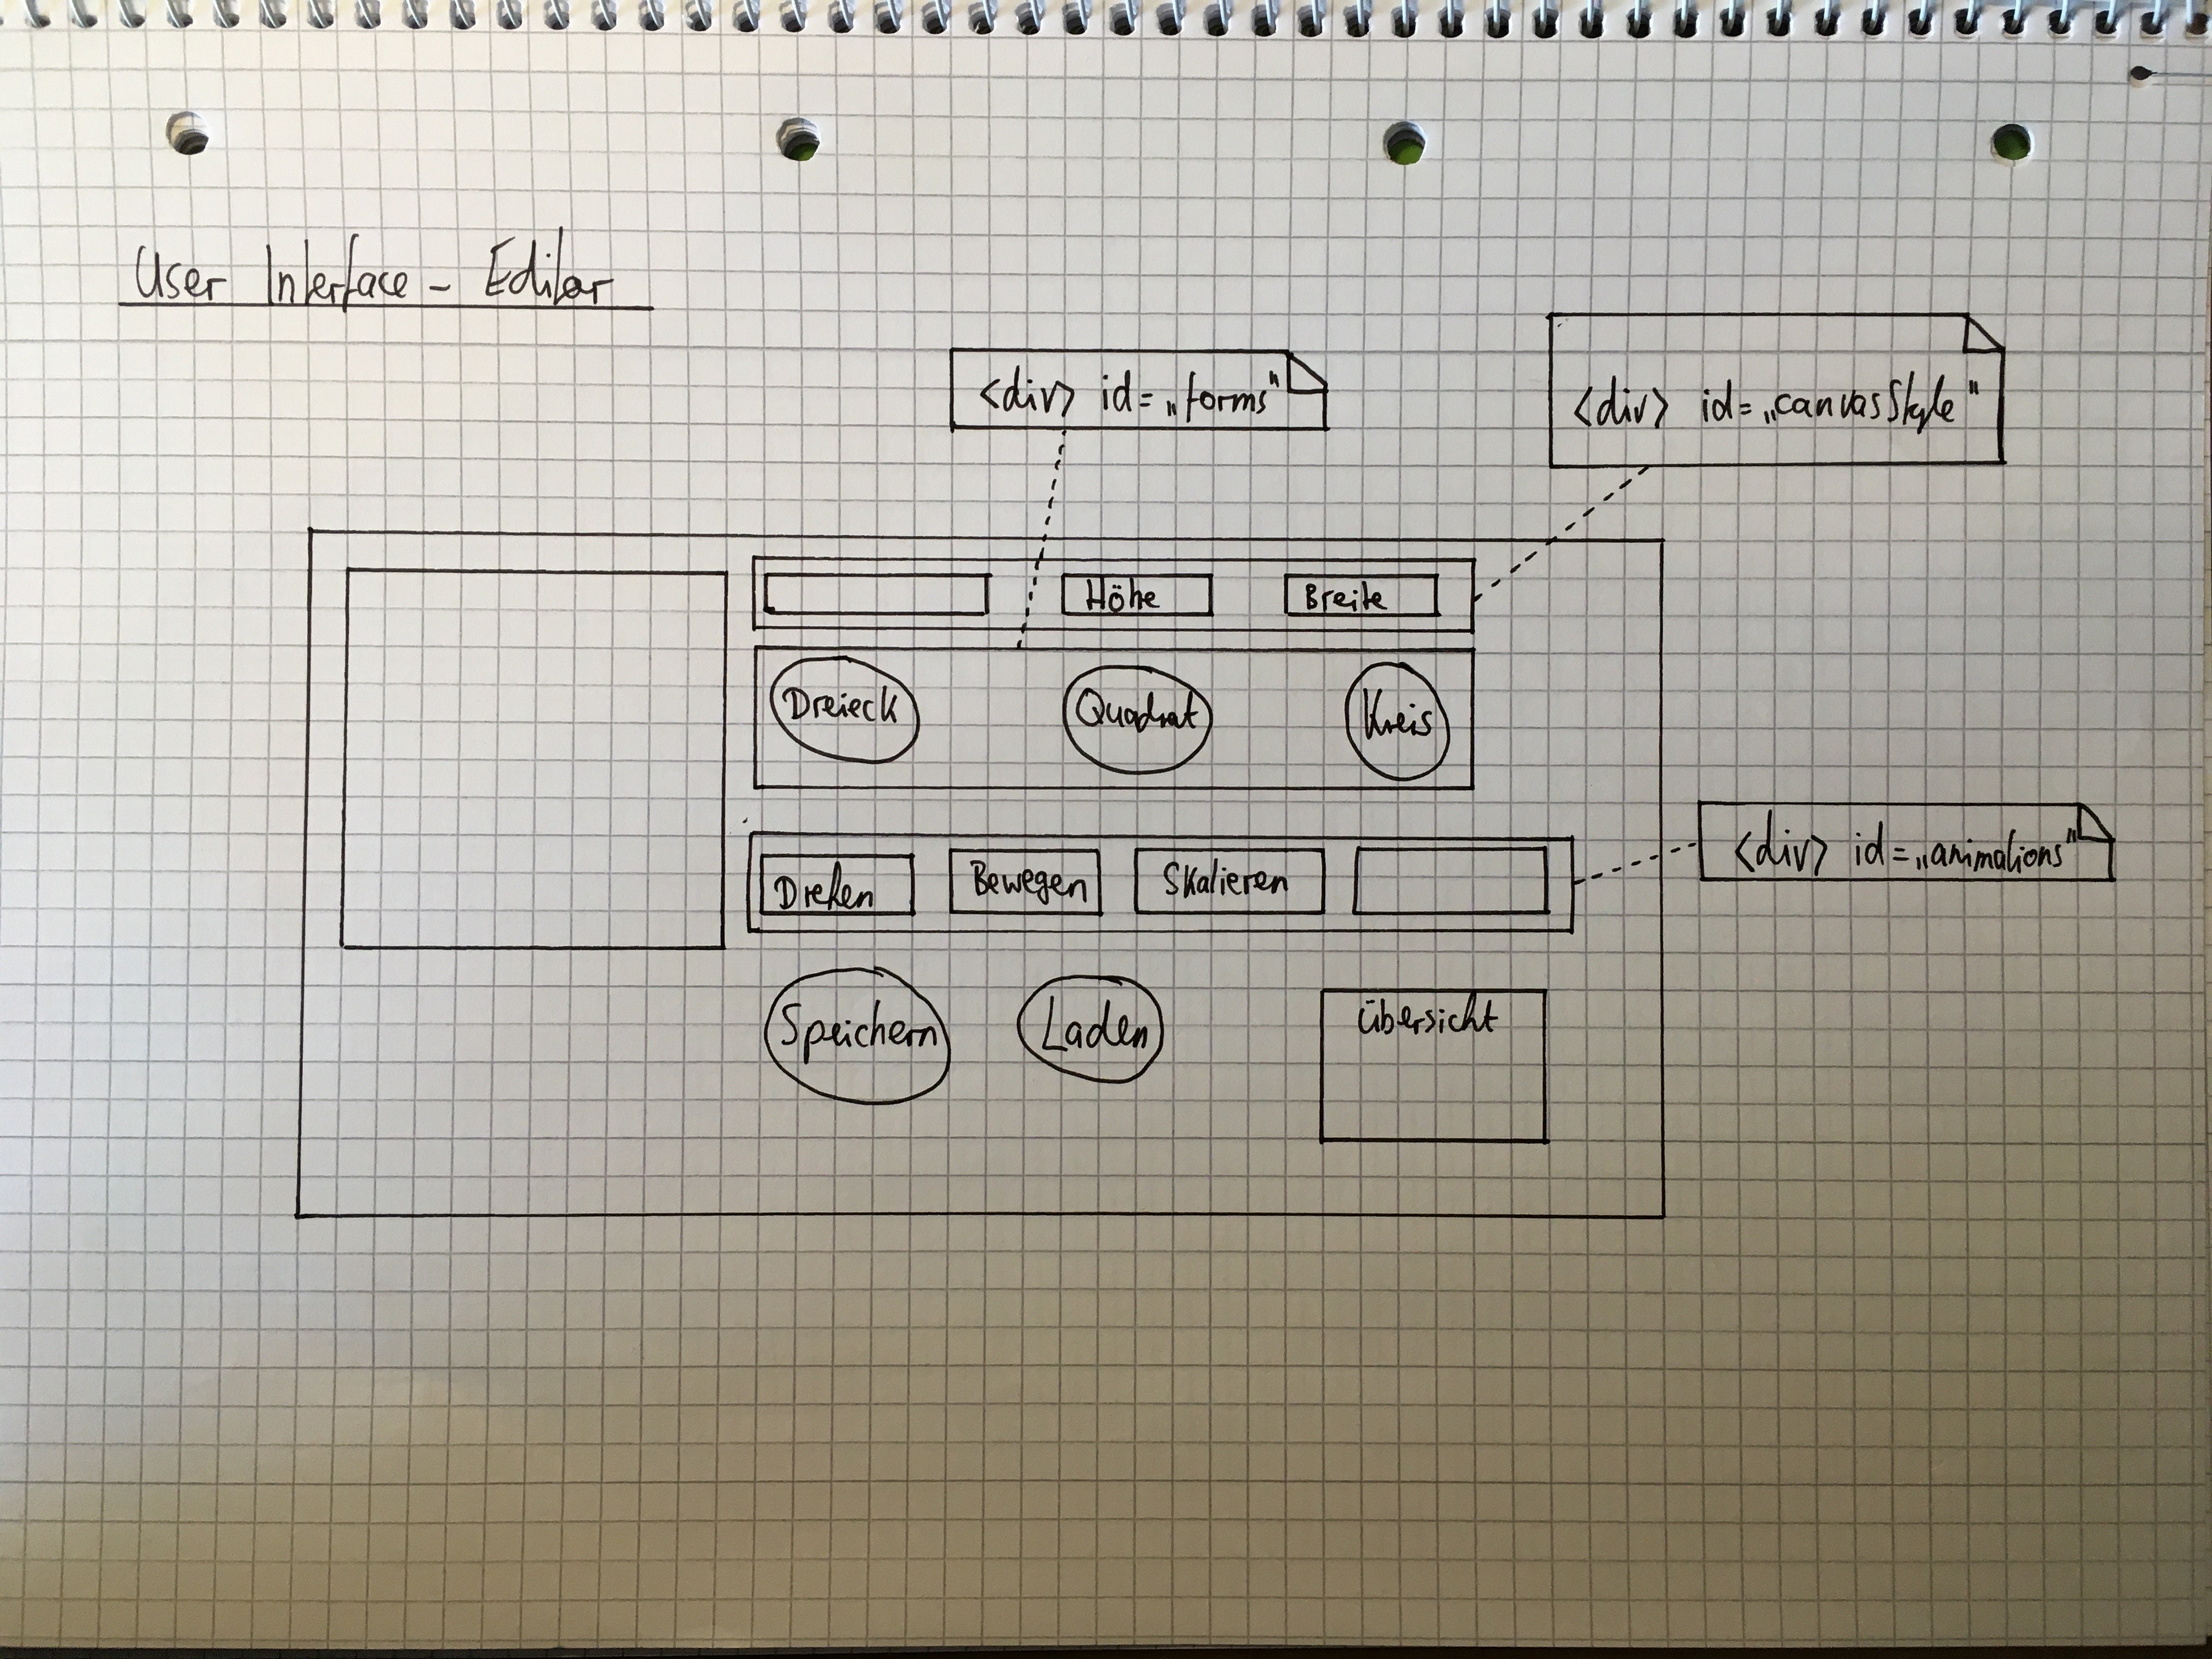 User Interface - Editor
<div> id=„forms"
<div> id=„canvasStyle"
Höhe
Breite
Dreieck
Quadrat
Kreis
Drehen
Bewegen
Skalieren
<div> id=„animations"
Speichern
Laden
Übersicht